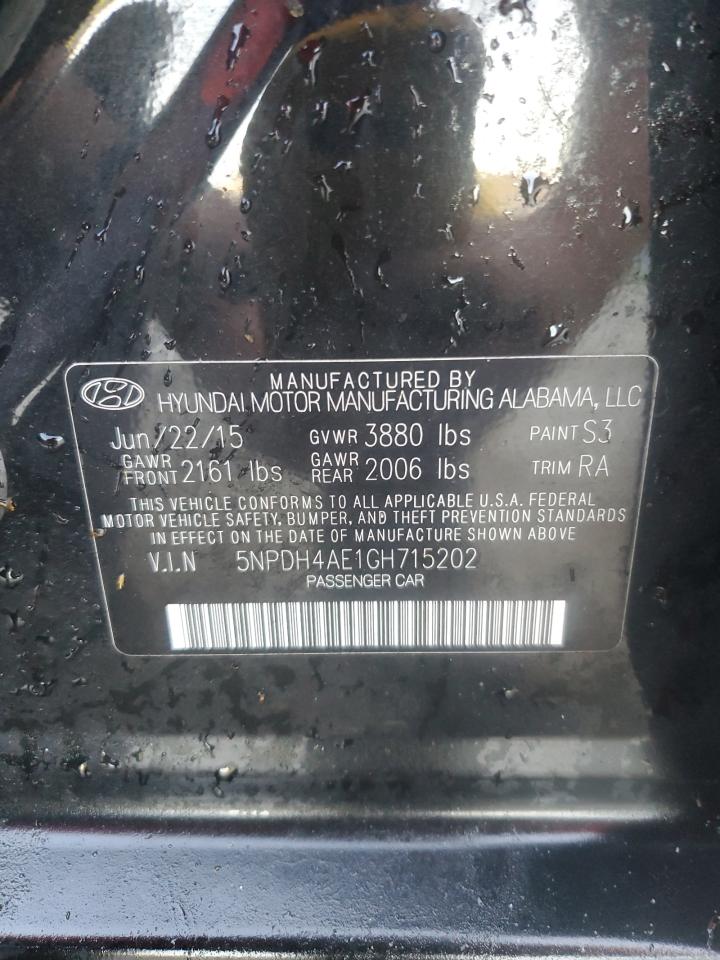 MANUFACTURED BY
HYUNDAI MOTOR MANUFACTURING ALABAMA, LLC
Jun/22/15 GVWR 3880 lbs PAINT S3
GAWR FRONT 2161 lbs GAWR REAR 2006 lbs TRIM RA
THIS VEHICLE CONFORMS TO ALL APPLICABLE U.S.A. FEDERAL
MOTOR VEHICLE SAFETY, BUMPER, AND THEFT PREVENTION STANDARDS
IN EFFECT ON THE DATE OF MANUFACTURE SHOWN ABOVE
V.I.N 5NPDH4AE1GH715202
PASSENGER CAR